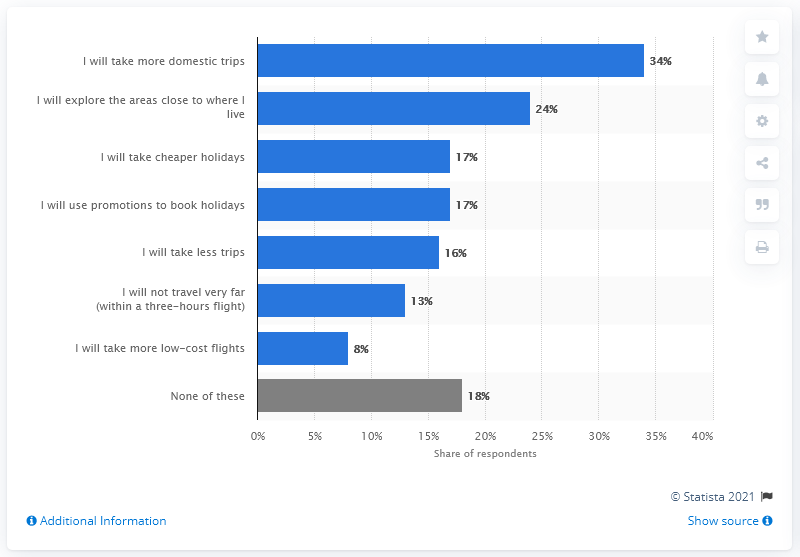 I will take more domestic trips
34%
I will explore the areas close to where I
live
24%
I will take cheaper holidays
17%
I will use promotions to book holidays
17%
I will take less trips
16%
I will not travel very far
(within a three-hours flight)
13%
I will take more low-cost flights
8%
None of these
18%
0% 5% 10% 15% 20% 25% 30% 35% 40%
Share of respondents
© Statista 2021
Additional Information
Show source